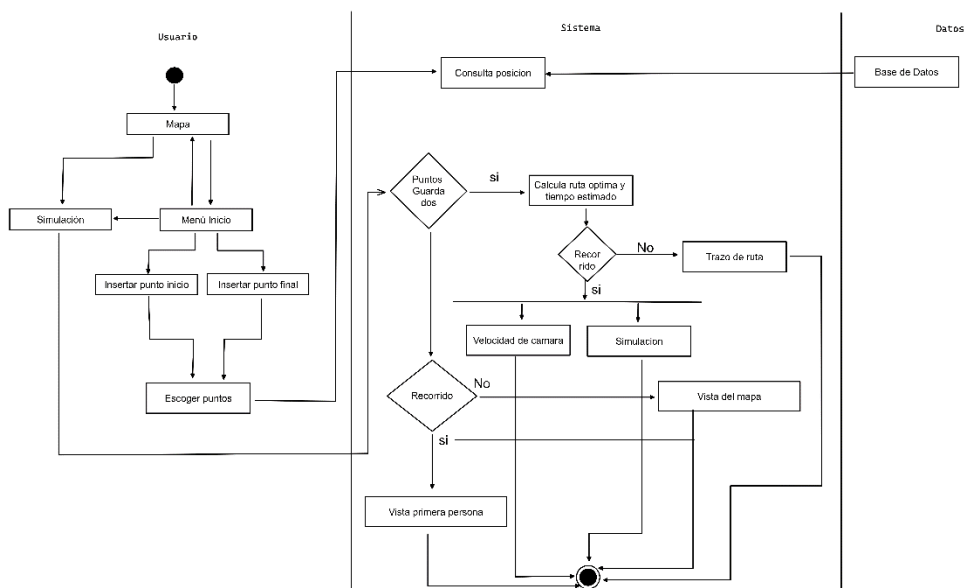 Usuario
Sistema
Datos
Consulta posicion
Base de Datos
Mapa
Puntos
Guarda
dos
si
Calcula ruta optima y
tiempo estimado
Simulación
Menú Inicio
Recor
rido
No
Trazo de ruta
si
Insertar punto inicio
Insertar punto final
Velocidad de camara
Simulacion
Escoger puntos
Recorrido
No
Vista del mapa
si
Vista primera persona